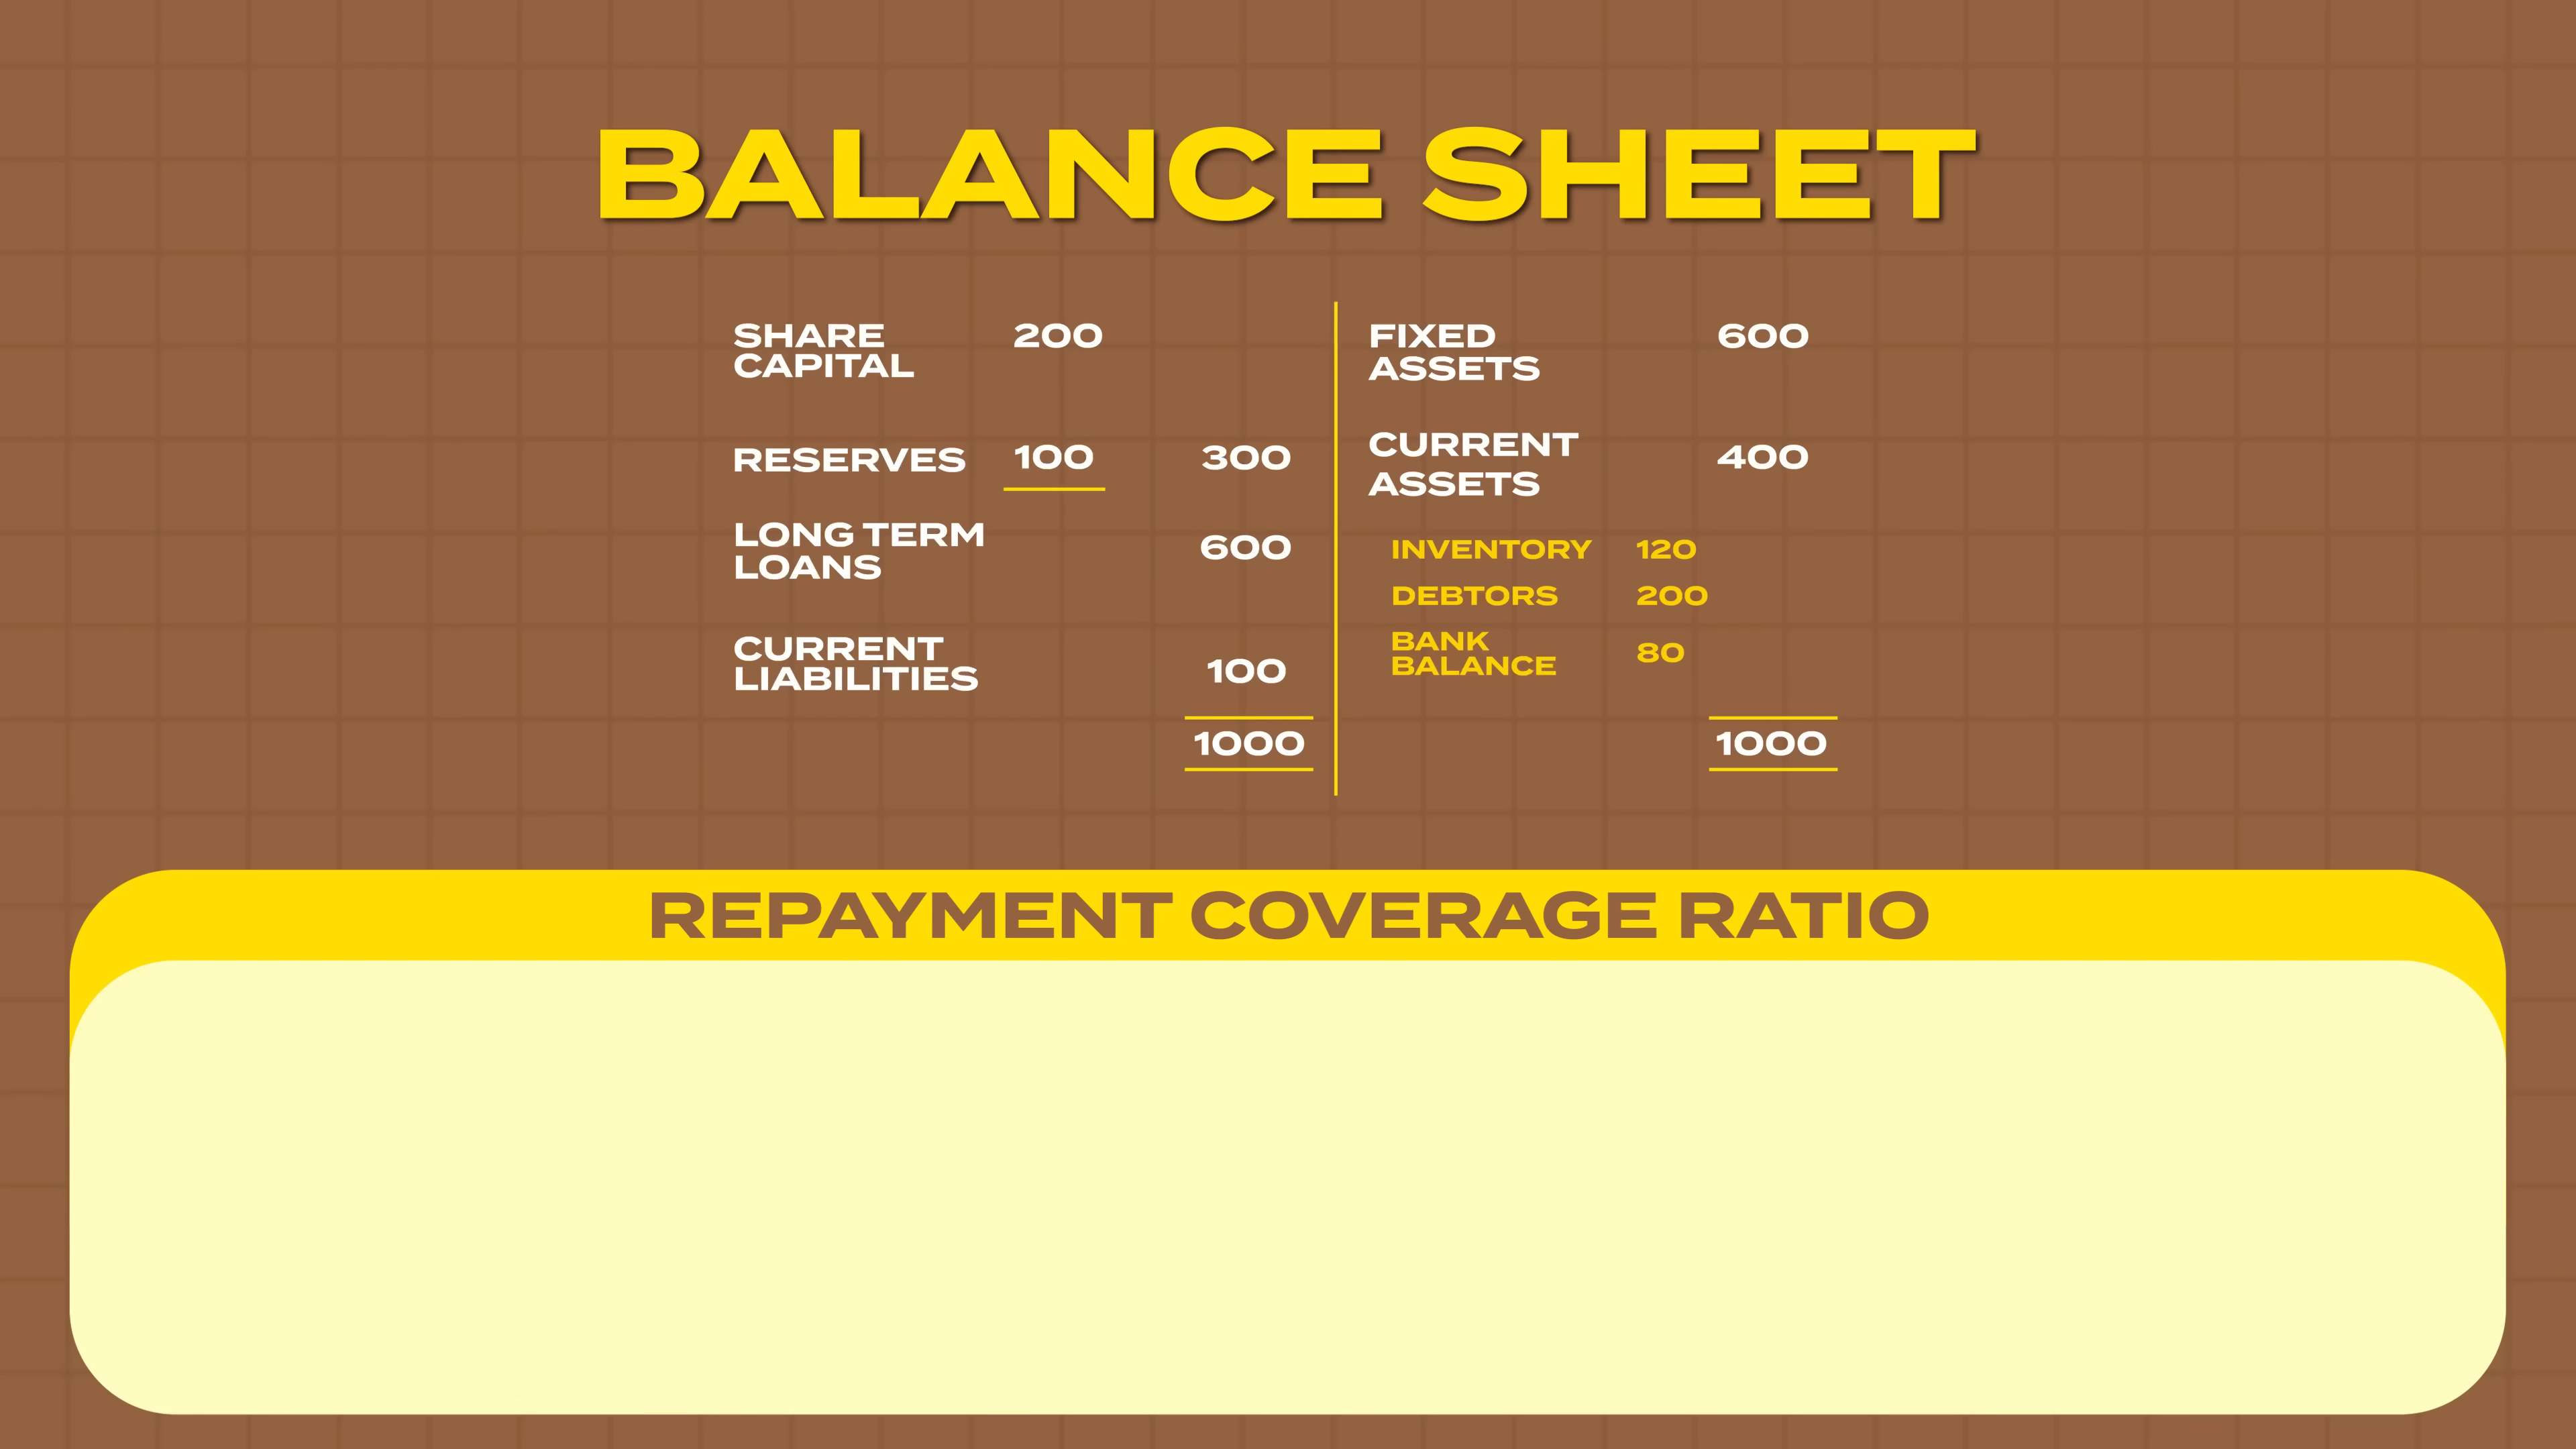 BALANCE SHEET
SHARE CAPITAL 200
RESERVES 100 300
LONG TERM LOANS 600
CURRENT LIABILITIES 100
1000
FIXED ASSETS 600
CURRENT ASSETS 400
INVENTORY 120
DEBTORS 200
BANK BALANCE 80
1000
REPAYMENT COVERAGE RATIO